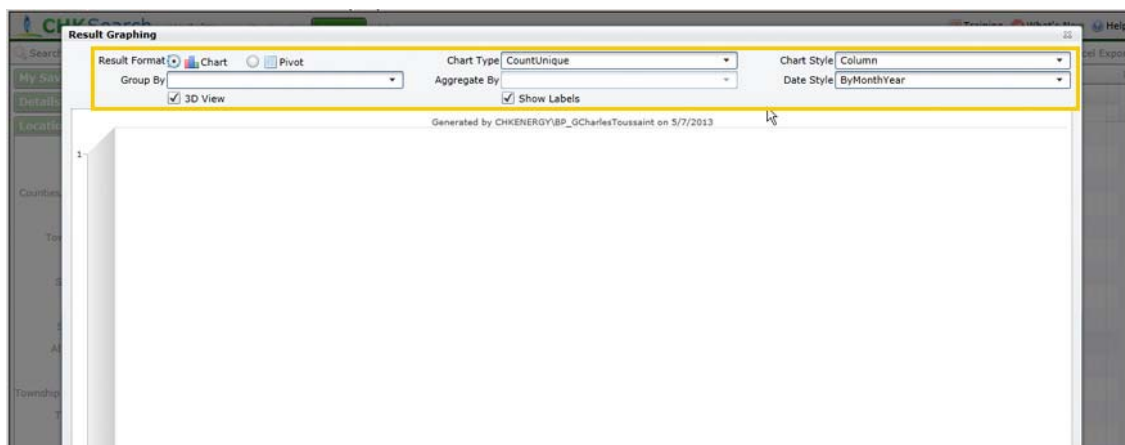 CHKSearch
Training What's New Help
Result Graphing
Search
Result Format Chart Pivot Chart Type CountUnique Chart Style Column
Group By Aggregate By Date Style ByMonthYear
3D View Show Labels
My Sav
Details
Generated by CHKENERGY\BP_GCharlesToussaint on 5/7/2013
Locatio
1
Counties,
Township